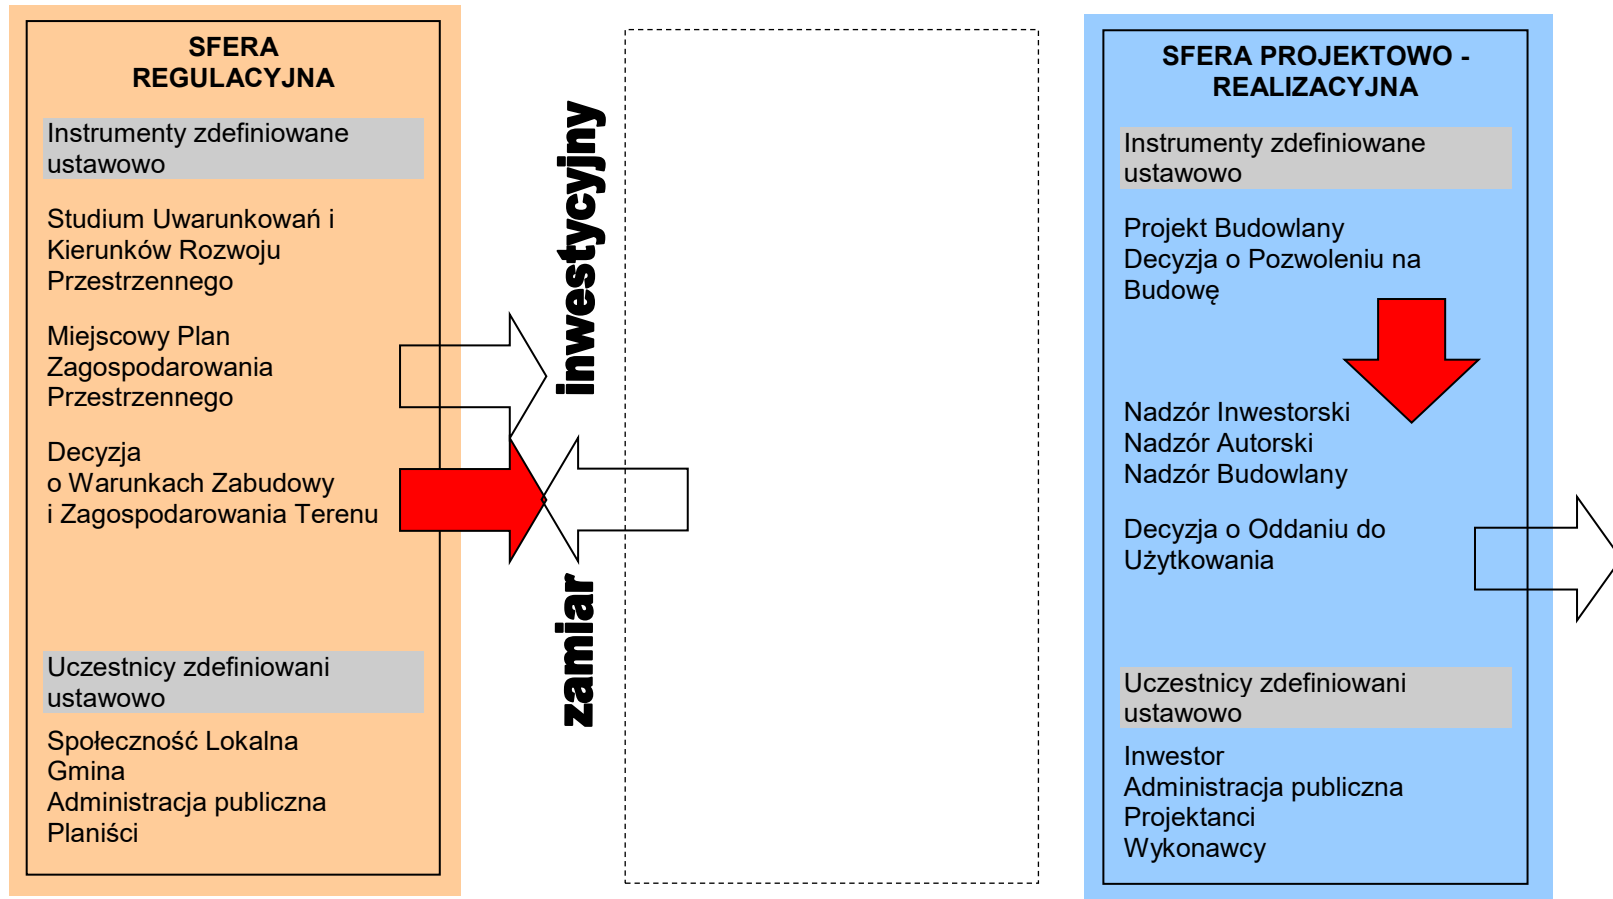 SFERA
REGULACYJNA
Instrumenty zdefiniowane
ustawowo
Studium Uwarunkowań i
Kierunków Rozwoju
Przestrzennego
Miejscowy Plan
Zagospodarowania
Przestrzennego
Decyzja
o Warunkach Zabudowy
i Zagospodarowania Terenu
Uczestnicy zdefiniowani
ustawowo
Społeczność Lokalna
Gmina
Administracja publiczna
Planiści
zamiar inwestycyjny
SFERA PROJEKTOWO -
REALIZACYJNA
Instrumenty zdefiniowane
ustawowo
Projekt Budowlany
Decyzja o Pozwoleniu na
Budowę
Nadzór Inwestorski
Nadzór Autorski
Nadzór Budowlany
Decyzja o Oddaniu do
Użytkowania
Uczestnicy zdefiniowani
ustawowo
Inwestor
Administracja publiczna
Projektanci
Wykonawcy